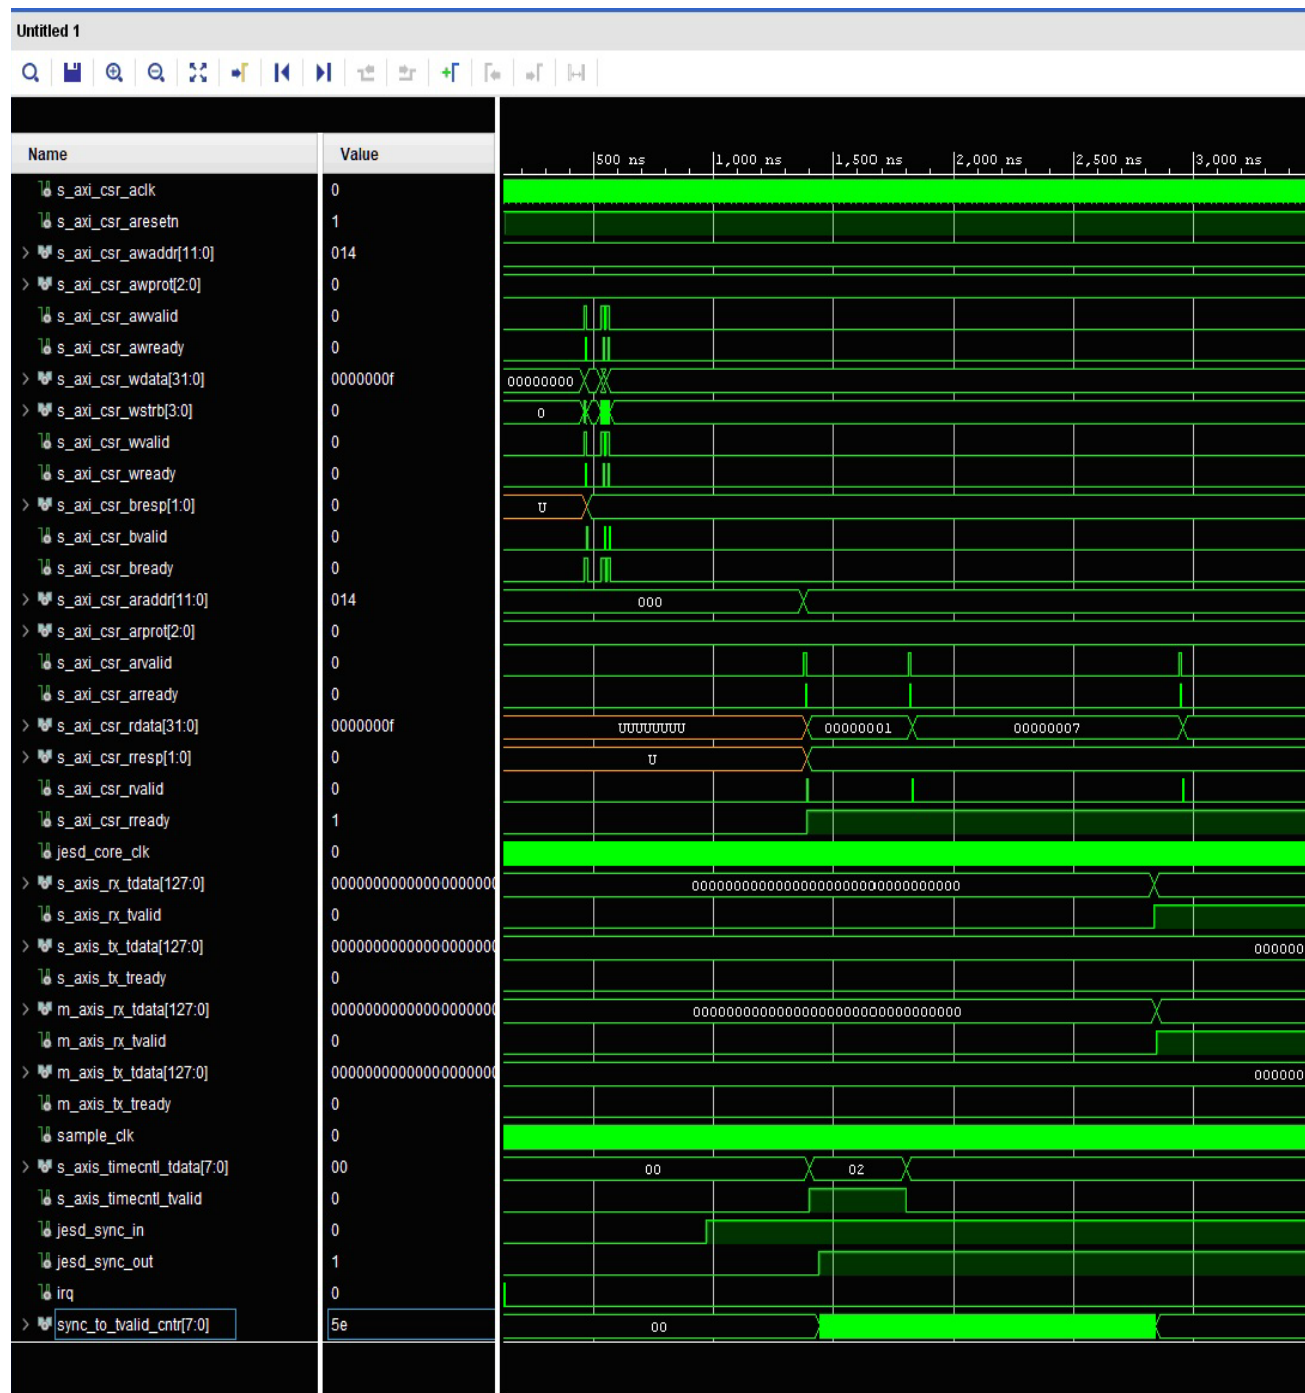 Untitled 1
Name Value 500 ns 1,000 ns 1,500 ns 2,000 ns 2,500 ns 3,000 ns
s_axi_csr_aclk 0
s_axi_csr_aresetn 1
s_axi_csr_awaddr[11:0] 014
s_axi_csr_awprot[2:0] 0
s_axi_csr_awvalid 0
s_axi_csr_awready 0
s_axi_csr_wdata[31:0] 0000000f 00000000
s_axi_csr_wstrb[3:0] 0 0
s_axi_csr_wvalid 0
s_axi_csr_wready 0
s_axi_csr_bresp[1:0] 0 U
s_axi_csr_bvalid 0
s_axi_csr_bready 0
s_axi_csr_araddr[11:0] 014 000
s_axi_csr_arprot[2:0] 0
s_axi_csr_arvalid 0
s_axi_csr_arready 0
s_axi_csr_rdata[31:0] 0000000f UUUUUUUU 00000001 00000007
s_axi_csr_rresp[1:0] 0 U
s_axi_csr_rvalid 0
s_axi_csr_rready 1
jesd_core_clk 0
s_axis_rx_tdata[127:0] 00000000000000000000 00000000000000000000000000000000
s_axis_rx_tvalid 0
s_axis_tx_tdata[127:0] 00000000000000000000 000000
s_axis_tx_tready 0
m_axis_rx_tdata[127:0] 00000000000000000000 00000000000000000000000000000000
m_axis_rx_tvalid 0
m_axis_tx_tdata[127:0] 00000000000000000000 000000
m_axis_tx_tready 0
sample_clk 0
s_axis_timecntl_tdata[7:0] 00 00 02
s_axis_timecntl_tvalid 0
jesd_sync_in 0
jesd_sync_out 1
irq 0
sync_to_tvalid_cntr[7:0] 5e 00